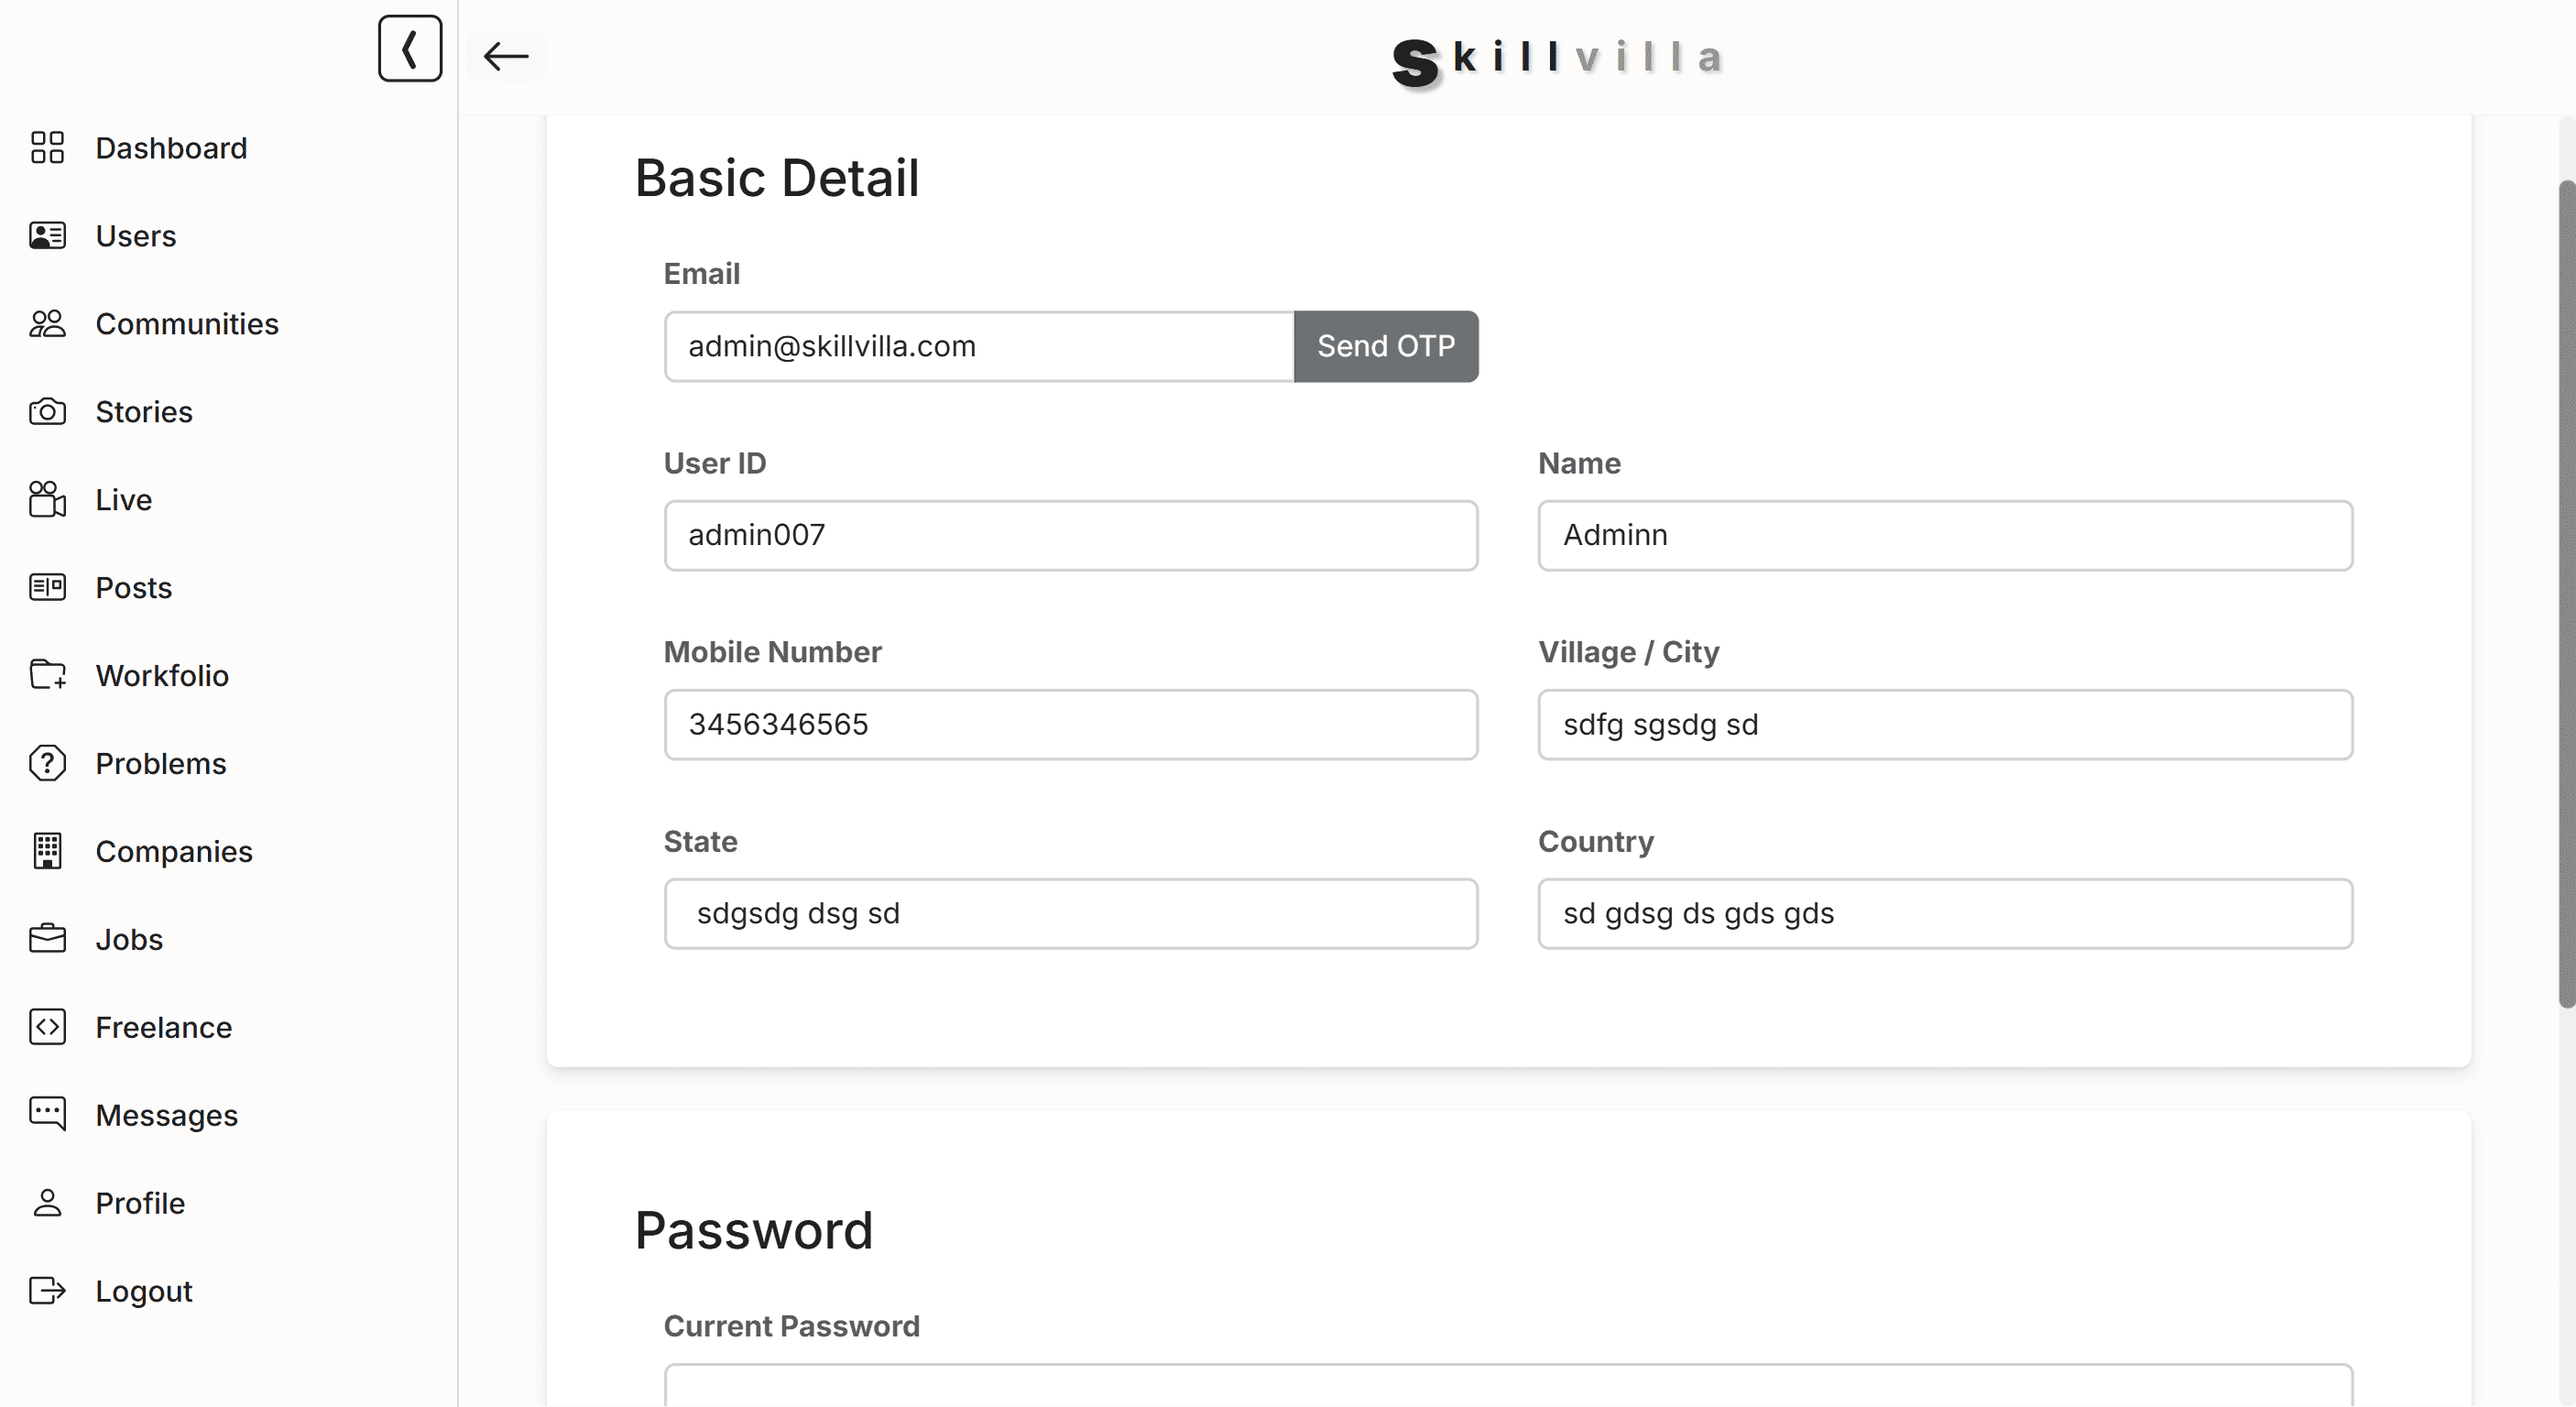 Skillvilla
Dashboard
Users
Communities
Stories
Live
Posts
Workfolio
Problems
Companies
Jobs
Freelance
Messages
Profile
Logout
Basic Detail
Email
admin@skillvilla.com Send OTP
User ID Name
admin007 Adminn
Mobile Number Village / City
3456346565 sdfg sgsdg sd
State Country
sdgsdg dsg sd sd gdsg ds gds gds
Password
Current Password